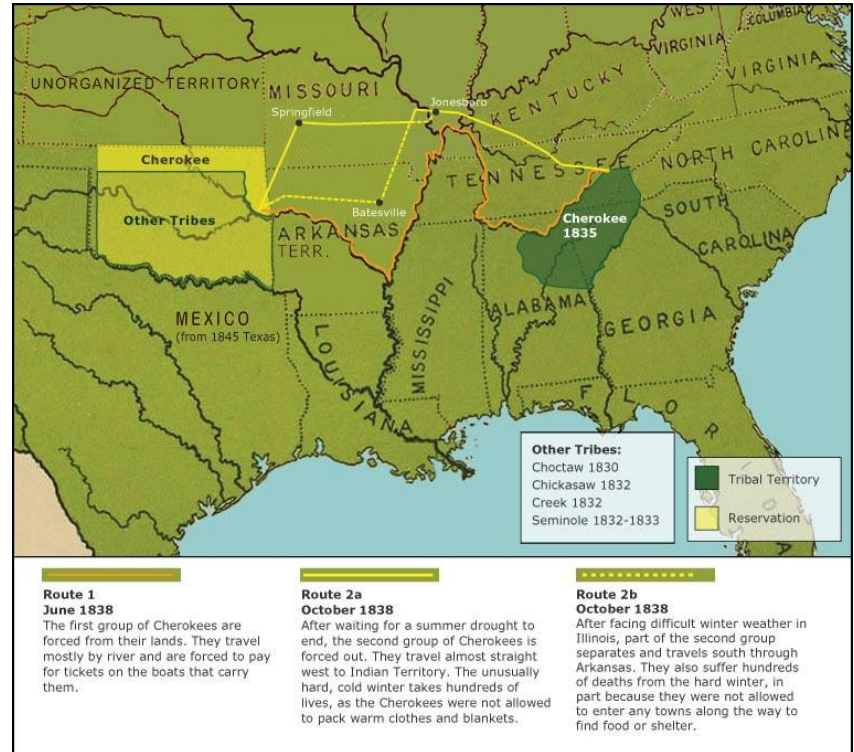 WEST
VIRGINIA
COLUMBIA
VIRGINIA
UNORGANIZED TERRITORY
MISSOURI
KENTUCKY
Jonesboro
Springfield
NORTH CAROLINA
Cherokee
TENNESSEE
Other Tribes
Batesville
Cherokee
1835
SOUTH
CAROLINA
ARKANSAS
TERR.
MEXICO
(from 1845 Texas)
LOUISIANA
MISSISSIPPI
ALABAMA
GEORGIA
FLORIDA
Other Tribes:
Choctaw 1830
Chickasaw 1832
Creek 1832
Seminole 1832-1833
Tribal Territory
Reservation
Route 1
June 1838
The first group of Cherokees are
forced from their lands. They travel
mostly by river and are forced to pay
for tickets on the boats that carry
them.
Route 2a
October 1838
After waiting for a summer drought to
end, the second group of Cherokees is
forced out. They travel almost straight
west to Indian Territory. The unusually
hard, cold winter takes hundreds of
lives, as the Cherokees were not allowed
to pack warm clothes and blankets.
Route 2b
October 1838
After facing difficult winter weather in
Illinois, part of the second group
separates and travels south through
Arkansas. They also suffer hundreds
of deaths from the hard winter, in
part because they were not allowed
to enter any towns along the way to
find food or shelter.